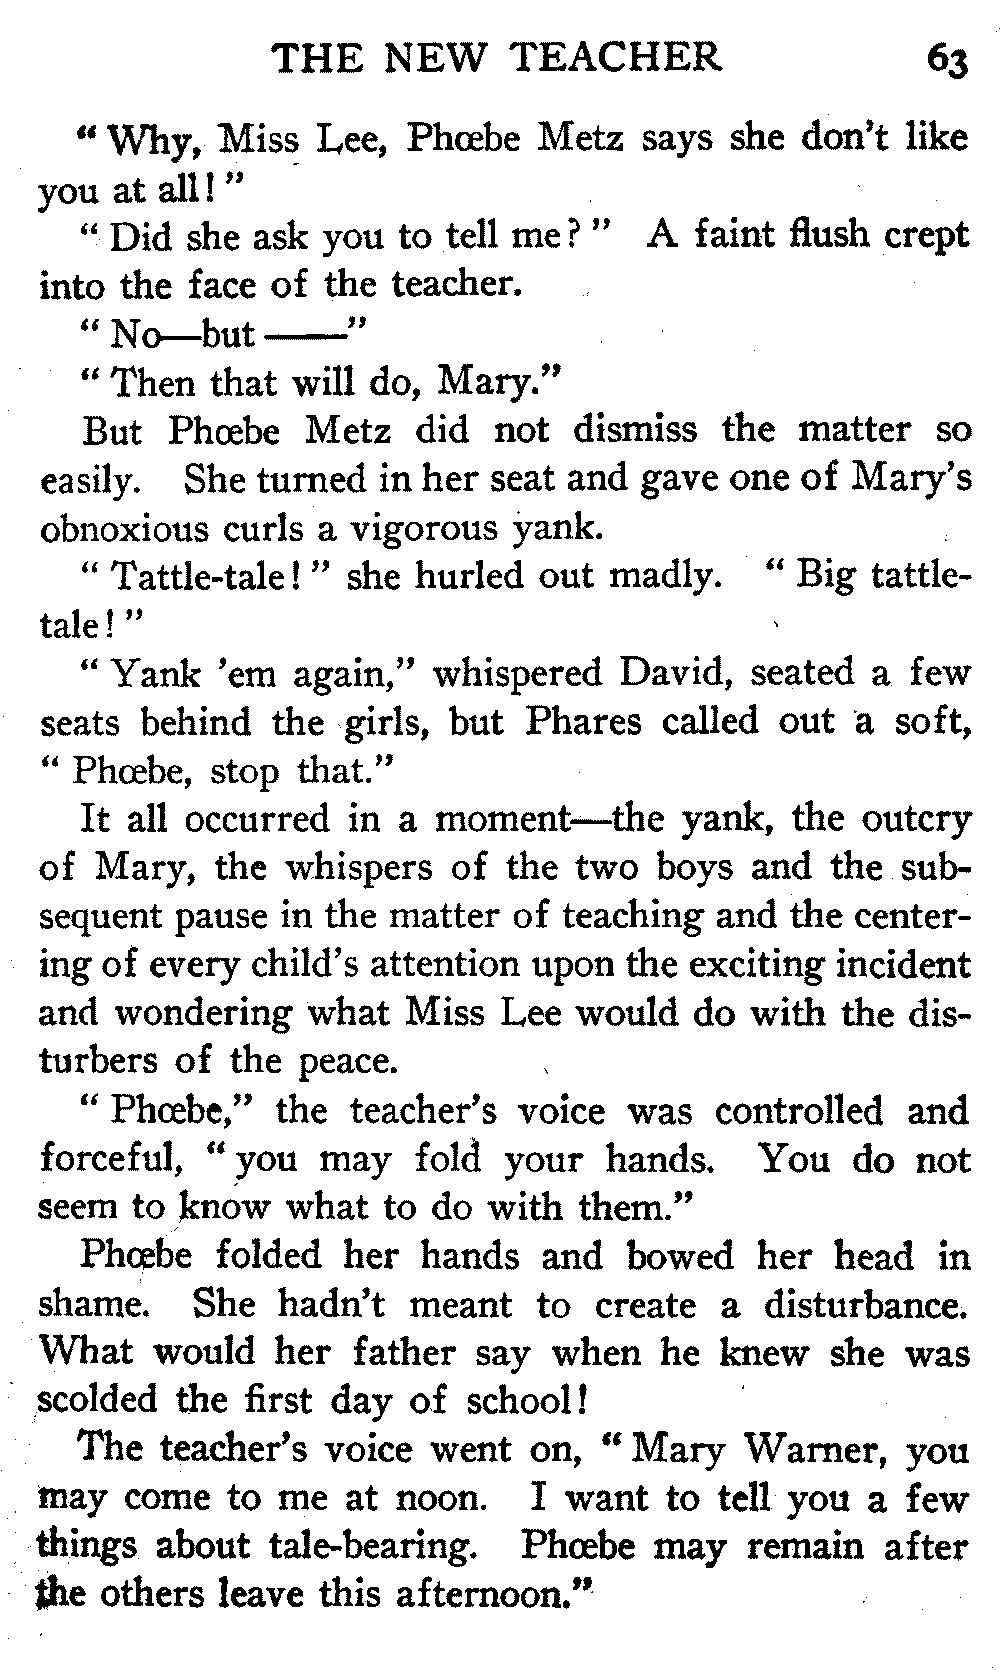 THE NEW TEACHER 63
" Why, Miss Lee, Phœbe Metz says she don't like
you at all! "
" Did she ask you to tell me? " A faint flush crept
into the face of the teacher.
" No—but ——"
" Then that will do, Mary."
But Phœbe Metz did not dismiss the matter so
easily. She turned in her seat and gave one of Mary's
obnoxious curls a vigorous yank.
" Tattle-tale! " she hurled out madly. " Big tattle-
tale! "
" Yank 'em again," whispered David, seated a few
seats behind the girls, but Phares called out a soft,
" Phœbe, stop that."
It all occurred in a moment—the yank, the outcry
of Mary, the whispers of the two boys and the sub-
sequent pause in the matter of teaching and the center-
ing of every child's attention upon the exciting incident
and wondering what Miss Lee would do with the dis-
turbers of the peace.
" Phœbe," the teacher's voice was controlled and
forceful, " you may fold your hands. You do not
seem to know what to do with them."
Phœbe folded her hands and bowed her head in
shame. She hadn't meant to create a disturbance.
What would her father say when he knew she was
scolded the first day of school!
The teacher's voice went on, " Mary Warner, you
may come to me at noon. I want to tell you a few
things about tale-bearing. Phœbe may remain after
the others leave this afternoon."